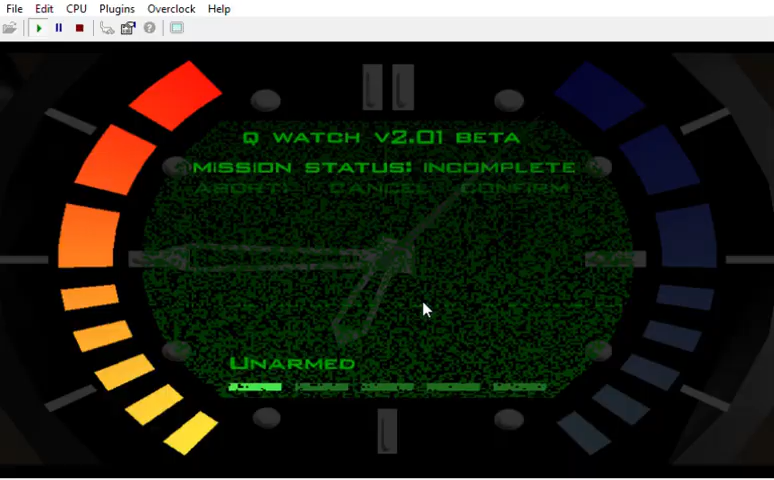 File Edit CPU Plugins Overclock Help
Q WATCH V2.01 BETA
MISSION STATUS: INCOMPLETE
ABORT: CANCEL CONFIRM
UNARMED